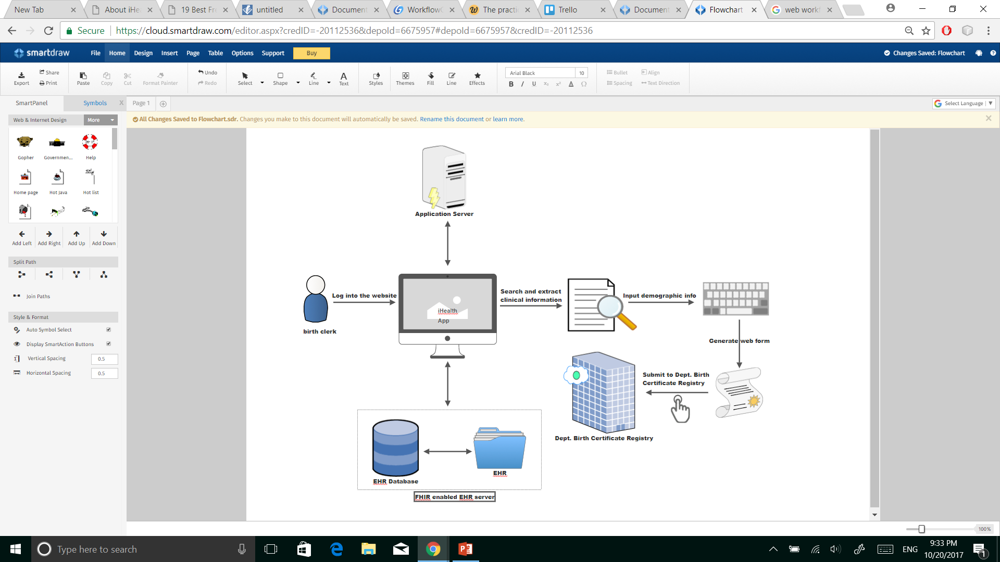 New Tab
About iHe
19 Best Fr
untitled
Document
Workflow
The practi
Trello
Document
Flowchart
web workf
Secure
https://cloud.smartdraw.com/editor.aspx?credID=-20112536&depoId=6675957#depoId=6675957&credID=-20112536
smartdraw
File Home Design Insert Page Table Options Support Buy
Changes Saved: Flowchart
Export
Share
Print
Paste
Copy
Cut
Format Painter
Undo
Redo
Select
Shape
Line
Text
Styles
Themes
Fill
Line
Effects
Arial Black 10
B I U x₂ x² A Ω
Bullet
Align
Spacing
Text Direction
SmartPanel
Symbols X
Page 1
Select Language
Web & Internet Design
More
All Changes Saved to Flowchart.sdr. Changes you make to this document will automatically be saved. Rename this document or learn more.
Gopher
Governmen...
Help
Home page
Hot Java
Hot list
Add Left
Add Right
Add Up
Add Down
Split Path
Join Paths
Style & Format
Auto Symbol Select
Display SmartAction Buttons
Vertical Spacing 0.5
Horizontal Spacing 0.5
Application Server
birth clerk
Log into the website
iHealth
App
Search and extract
clinical information
Input demographic info
Generate web form
Submit to Dept. Birth
Certificate Registry
Dept. Birth Certificate Registry
EHR Database
EHR
FHIR enabled EHR server
100%
Type here to search
ENG
9:33 PM
10/20/2017
1